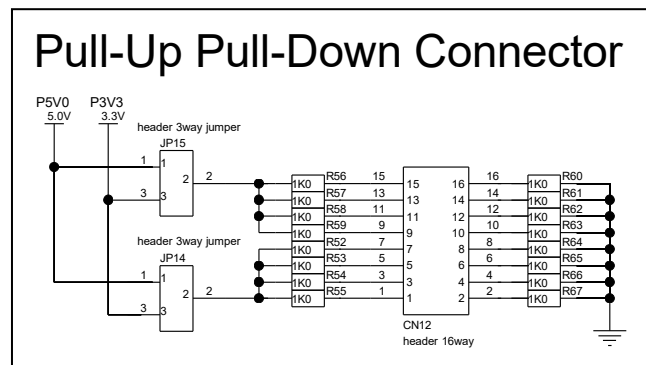 Pull-Up Pull-Down Connector
P5V0 P3V3
5.0V 3.3V
header 3way jumper
JP15
1 1 2 2
3 3
1K0 R56 15 15 16 16 1K0 R60
1K0 R57 13 13 14 14 1K0 R61
1K0 R58 11 11 12 12 1K0 R62
1K0 R59 9 9 10 10 1K0 R63
1K0 R52 7 7 8 8 1K0 R64
header 3way jumper
JP14
1K0 R53 5 5 6 6 1K0 R65
1 1 2 2
1K0 R54 3 3 4 4 1K0 R66
1K0 R55 1 1 2 2 1K0 R67
3 3
CN12
header 16way